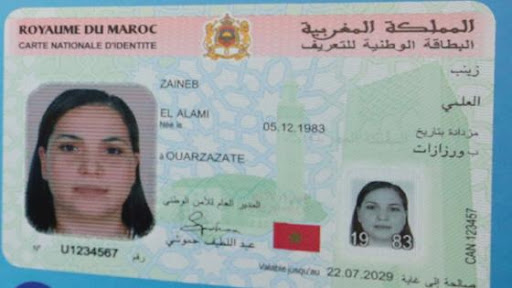 ROYAUME DU MAROC
المملكة المغربية
CARTE NATIONALE D'IDENTITE
البطاقة الوطنية للتعريف
ZAINEB
زينب
EL ALAMI
العلمي
Née le 05.12.1983
مزدادة بتاريخ
à OUARZAZATE
ب ورزازات
المدير العام للأمن الوطني
عبد اللطيف حموشي
19 83
CAN 123457
N° U1234567 رقم
Valable jusqu'au 22.07.2029 صالحة إلى غاية